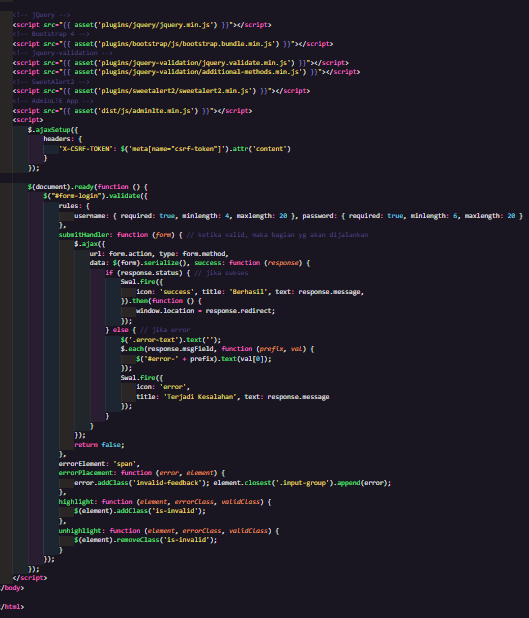 <!-- jQuery -->
<script src="{{ asset('plugins/jquery/jquery.min.js') }}"></script>
<!-- Bootstrap 4 -->
<script src="{{ asset('plugins/bootstrap/js/bootstrap.bundle.min.js') }}"></script>
<!-- jquery-validation -->
<script src="{{ asset('plugins/jquery-validation/jquery.validate.min.js') }}"></script>
<script src="{{ asset('plugins/jquery-validation/additional-methods.min.js') }}"></script>
<!-- SweetAlert2 -->
<script src="{{ asset('plugins/sweetalert2/sweetalert2.min.js') }}"></script>
<!-- AdminLTE App -->
<script src="{{ asset('dist/js/adminlte.min.js') }}"></script>
<script>
$.ajaxSetup({
headers: {
'X-CSRF-TOKEN': $('meta[name="csrf-token"]').attr('content')
}
});
$(document).ready(function () {
$("#form-login").validate({
rules: {
username: { required: true, minlength: 4, maxlength: 20 }, password: { required: true, minlength: 6, maxlength: 20 }
},
submitHandler: function (form) { // ketika valid, maka bagian yg akan dijalankan
$.ajax({
url: form.action, type: form.method,
data: $(form).serialize(), success: function (response) {
if (response.status) { // jika sukses
Swal.fire({
icon: 'success', title: 'Berhasil', text: response.message,
}).then(function () {
window.location = response.redirect;
});
} else { // jika error
$('.error-text').text('');
$.each(response.msgField, function (prefix, val) {
$('#error-' + prefix).text(val[0]);
});
Swal.fire({
icon: 'error',
title: 'Terjadi Kesalahan', text: response.message
});
}
}
});
return false;
},
errorElement: 'span',
errorPlacement: function (error, element) {
error.addClass('invalid-feedback'); element.closest('.input-group').append(error);
},
highlight: function (element, errorClass, validClass) {
$(element).addClass('is-invalid');
},
unhighlight: function (element, errorClass, validClass) {
$(element).removeClass('is-invalid');
}
});
});
</script>
</body>
</html>